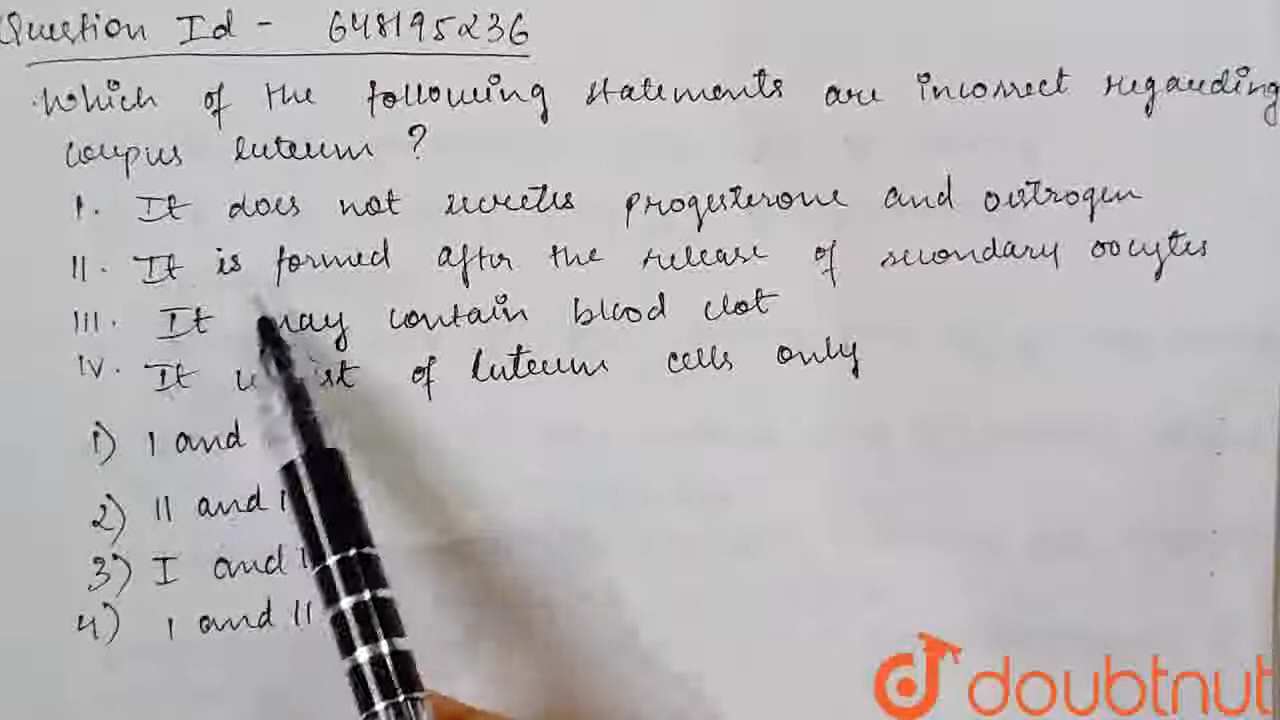 Question Id - 648195236
Which of the following statements are incorrect regarding
corpus luteum ?
I. It does not secretes progesterone and oestrogen
II. It is formed after the release of secondary oocytes
III. It may contain blood clot
IV. It of luteum cells only
1) I and
2) II and
3) I and
4) I and II
doubtnut